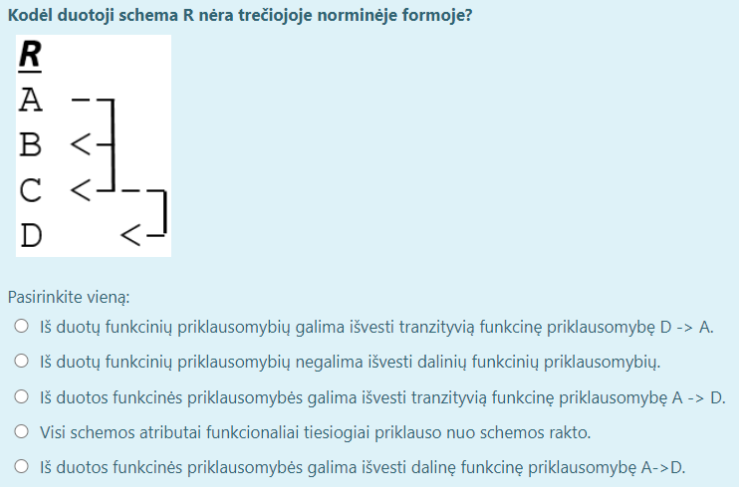 Kodėl duotoji schema R nėra trečiojoje norminėje formoje?
R
A
B
C
D
Pasirinkite vieną:
Iš duotų funkcinių priklausomybių galima išvesti tranzityvią funkcinę priklausomybę D -> A.
Iš duotų funkcinių priklausomybių negalima išvesti dalinių funkcinių priklausomybių.
Iš duotos funkcinės priklausomybės galima išvesti tranzityvią funkcinę priklausomybę A -> D.
Visi schemos atributai funkcionaliai tiesiogiai priklauso nuo schemos rakto.
Iš duotos funkcinės priklausomybės galima išvesti dalinę funkcinę priklausomybę A->D.